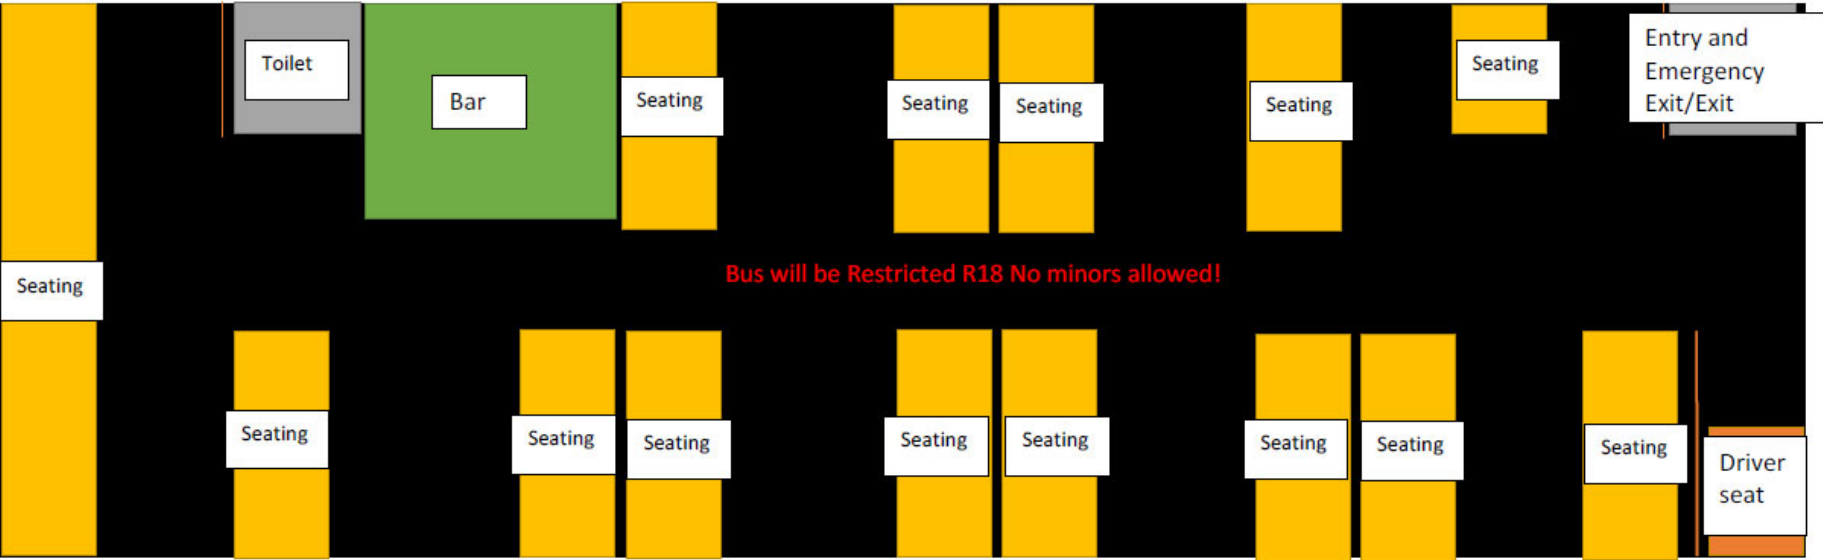 Toilet
Bar
Seating
Seating
Seating
Seating
Seating
Entry and
Emergency
Exit/Exit
Bus will be Restricted R18 No minors allowed!
Seating
Seating
Seating
Seating
Seating
Seating
Seating
Seating
Seating
Driver
seat